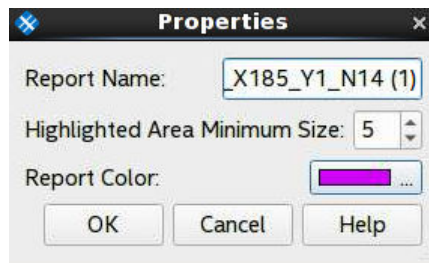 Properties
Report Name: _X185_Y1_N14 (1)
Highlighted Area Minimum Size: 5
Report Color: ...
OK Cancel Help